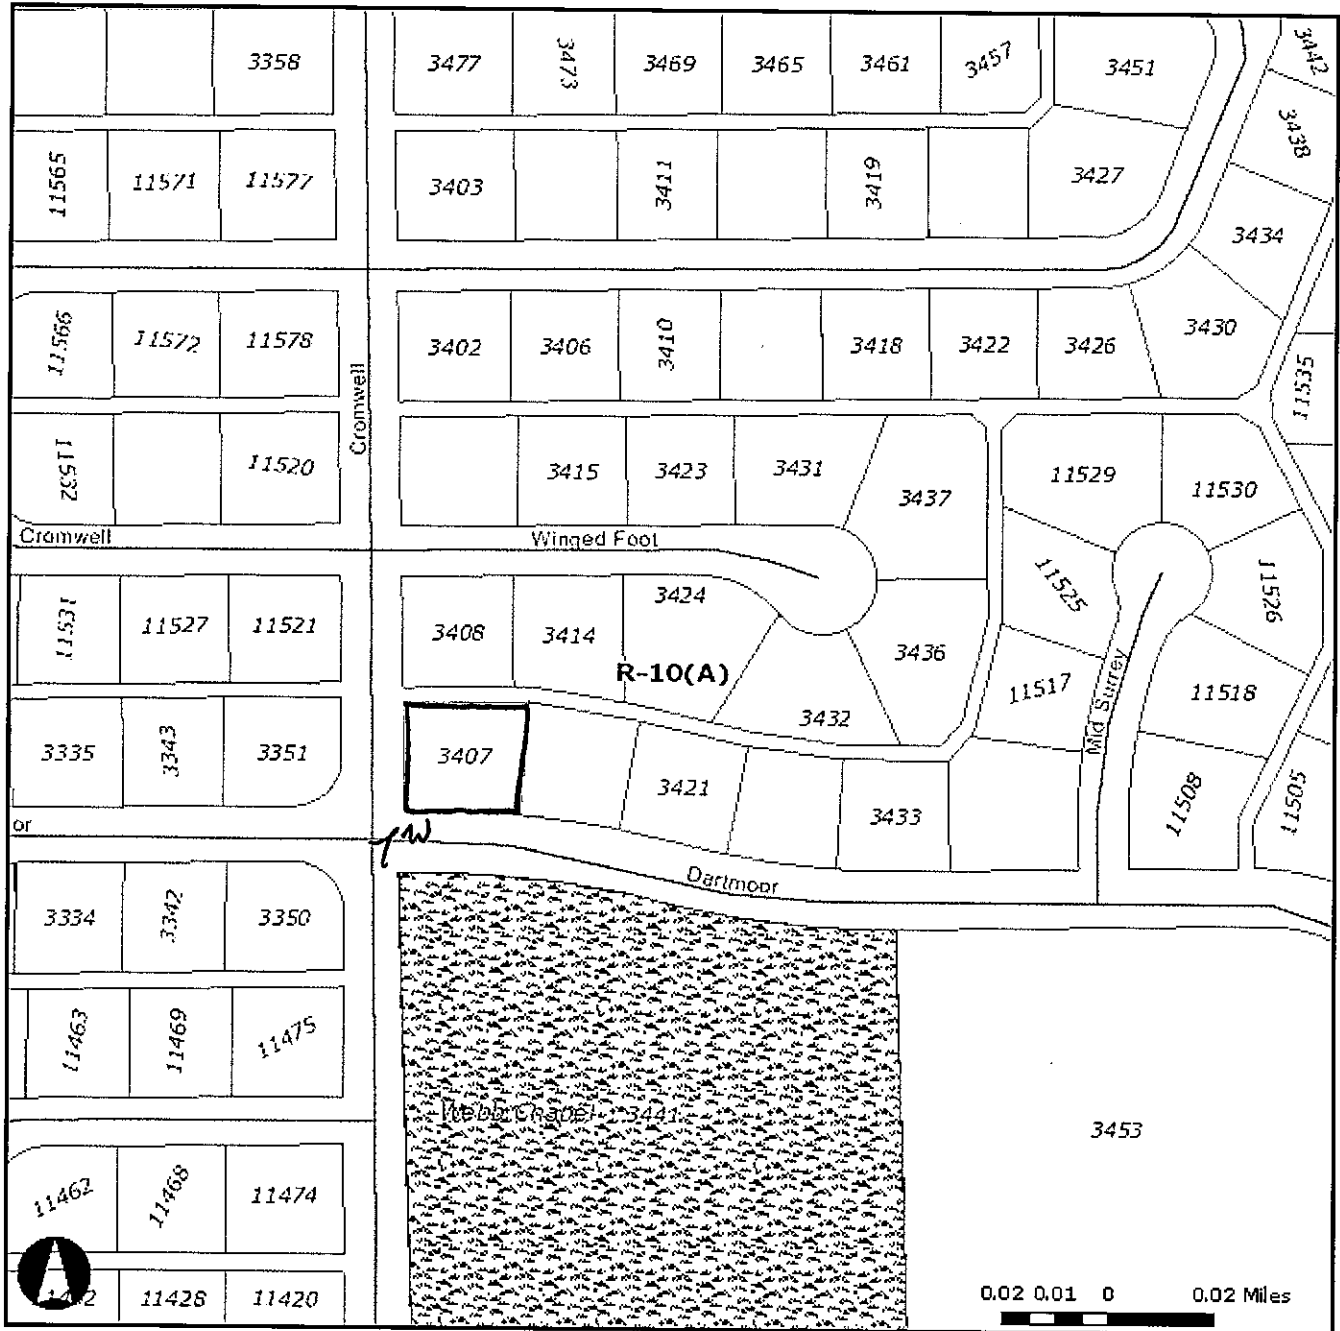 3358 3477 3473 3469 3465 3461 3457 3451 3442
3438
11565 11571 11577 3403 3411 3419 3427
3434
11566 11572 11578 3402 3406 3410 3418 3422 3426 3430
11535
Cromwell
11532 11520 3415 3423 3431 3437 11529 11530
Cromwell Winged Foot
11525 11526
11531 11527 11521 3408 3414 3424 3436
R-10(A)
11517 11518
Mid Surrey
3432
3335 3343 3351 3407 3421 3433 11508 11505
or
Dartmoor
3334 3342 3350
11463 11469 11475
Webb Chapel 3441
3453
11462 11468 11474
11428 11420
0.02 0.01 0 0.02 Miles